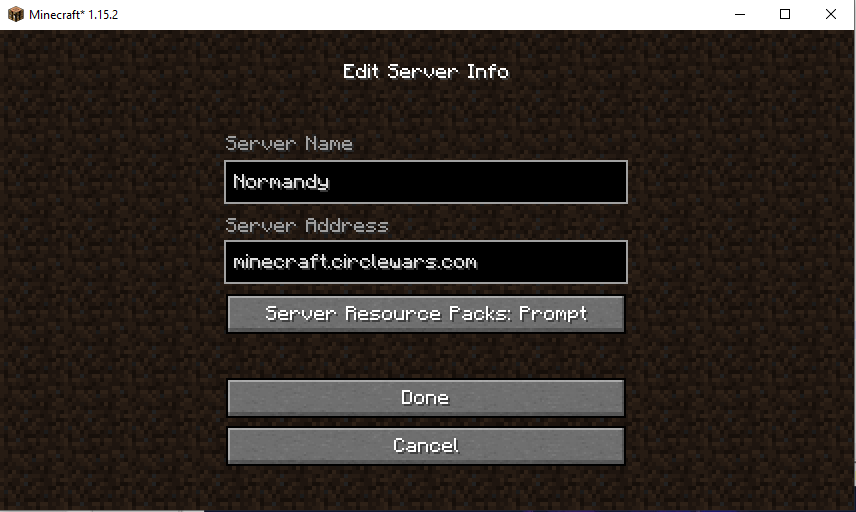 Minecraft* 1.15.2
Edit Server Info
Server Name
Normandy
Server Address
minecraft.circlewars.com
Server Resource Packs: Prompt
Done
Cancel